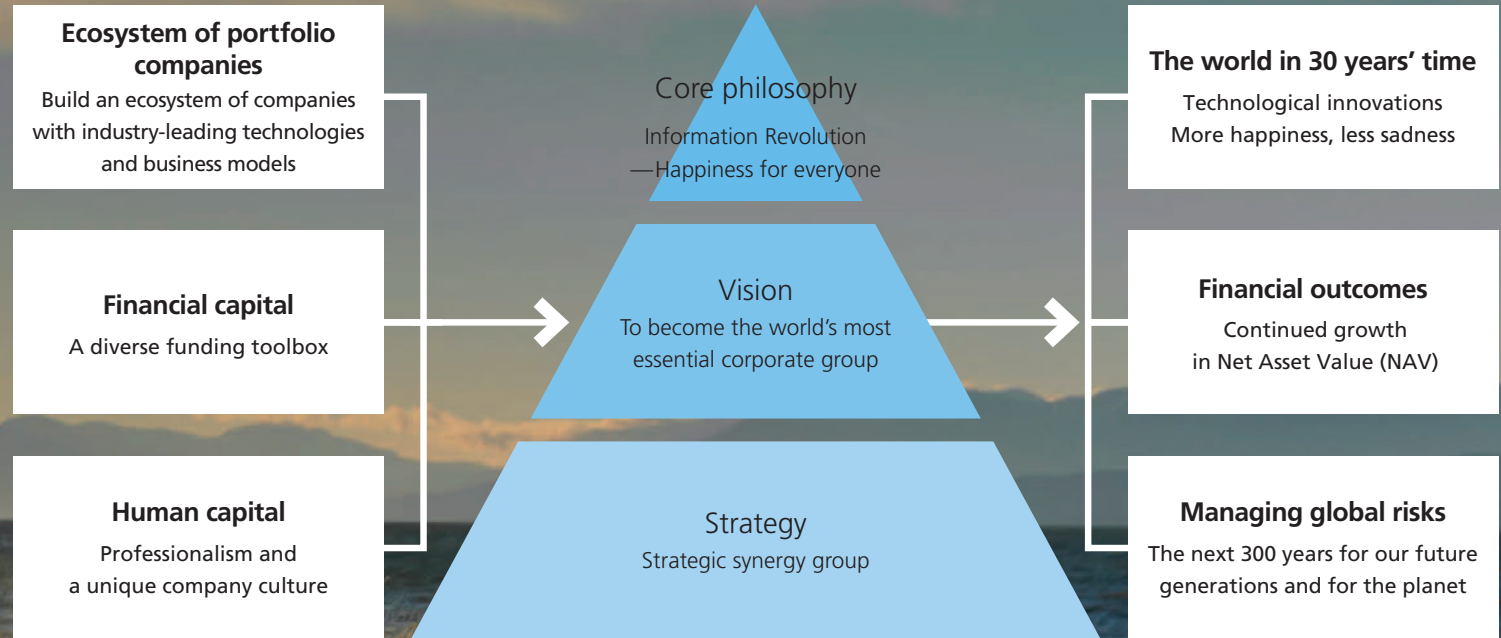 Ecosystem of portfolio
companies
Build an ecosystem of companies
with industry-leading technologies
and business models
Financial capital
A diverse funding toolbox
Human capital
Professionalism and
a unique company culture
Core philosophy
Information Revolution
—Happiness for everyone
Vision
To become the world’s most
essential corporate group
Strategy
Strategic synergy group
The world in 30 years’ time
Technological innovations
More happiness, less sadness
Financial outcomes
Continued growth
in Net Asset Value (NAV)
Managing global risks
The next 300 years for our future
generations and for the planet